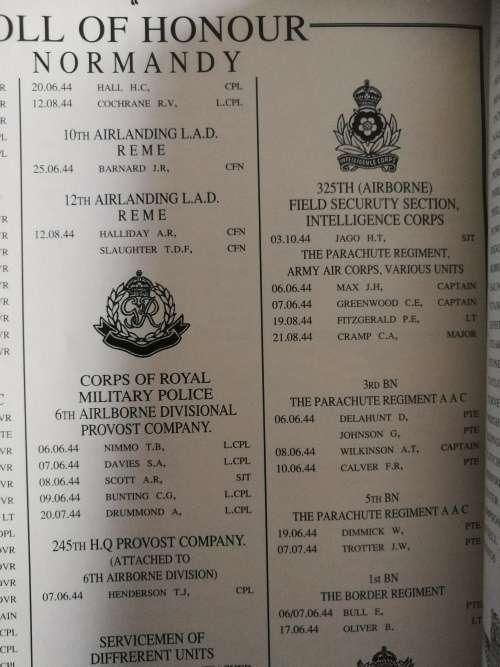 OLL OF HONOUR
NORMANDY
20.06.44 HALL H.C, CPL
12.08.44 COCHRANE R.V, L.CPL
10TH AIRLANDING L.A.D.
REME
25.06.44 BARNARD J.R, CFN
12TH AIRLANDING L.A.D.
REME
12.08.44 HALLIDAY A.R, CFN
SLAUGHTER T.D.F, CFN
GR
CORPS OF ROYAL
MILITARY POLICE
6TH AIRLBORNE DIVISIONAL
PROVOST COMPANY.
06.06.44 NIMMO T.B, L.CPL
07.06.44 DAVIES S.A, L.CPL
08.06.44 SCOTT A.R, SJT
09.06.44 BUNTING C.G, L.CPL
20.07.44 DRUMMOND A, L.CPL
245TH H.Q PROVOST COMPANY.
(ATTACHED TO
6TH AIRBORNE DIVISION)
07.06.44 HENDERSON T.J, CPL
SERVICEMEN OF
DIFFRERENT UNITS
INTELLIGENCE CORPS
325TH (AIRBORNE)
FIELD SECURUTY SECTION,
INTELLIGENCE CORPS
03.10.44 JAGO H.T, SJT
THE PARACHUTE REGIMENT,
ARMY AIR CORPS, VARIOUS UNITS
06.06.44 MAX J.H, CAPTAIN
07.06.44 GREENWOOD C.E, CAPTAIN
19.08.44 FITZGERALD P.E, LT
21.08.44 CRAMP C.A, MAJOR
3RD BN
THE PARACHUTE REGIMENT A A C
06.06.44 DELAHUNT D, PTE
JOHNSON G, PTE
08.06.44 WILKINSON A.T, CAPTAIN
10.06.44 CALVER F.R, PTE
5TH BN
THE PARACHUTE REGIMENT A A C
19.06.44 DIMMICK W, PTE
07.07.44 TROTTER J.W, PTE
1ST BN
THE BORDER REGIMENT
06/07.06.44 BULL E, PTE
17.06.44 OLIVER B. LT